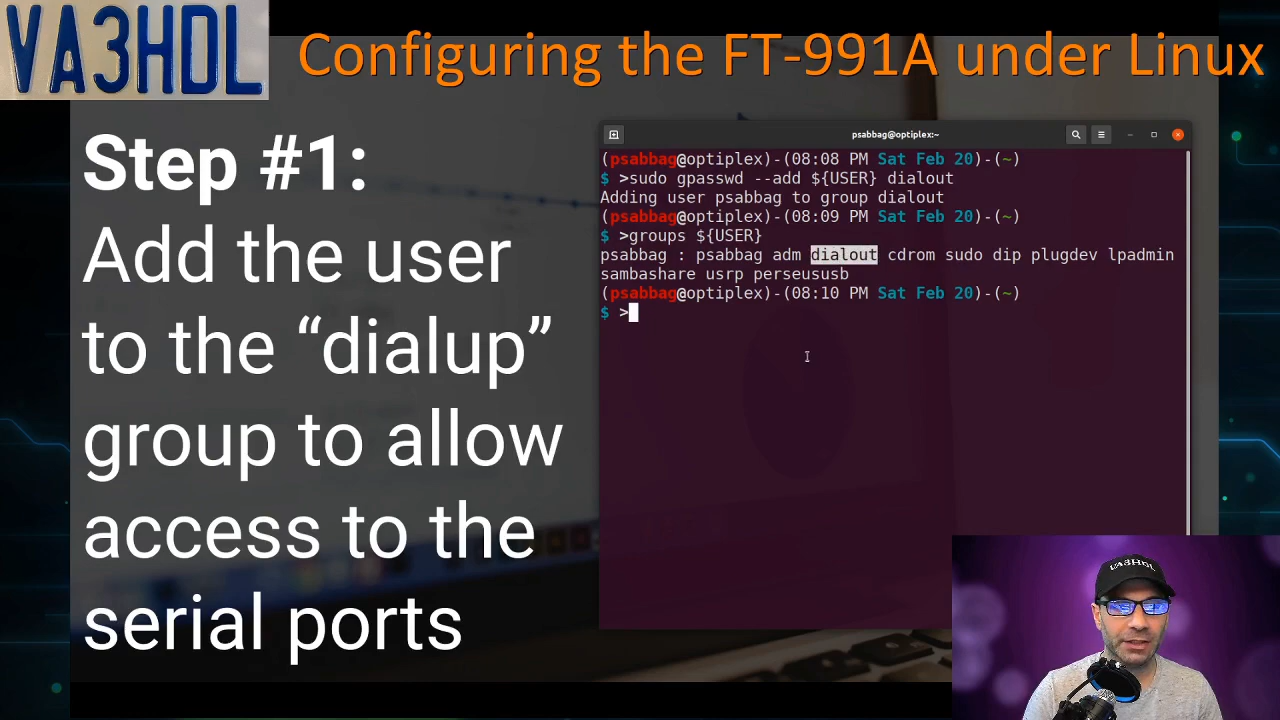 VA3HDL
Configuring the FT-991A under Linux
Step #1:
Add the user
to the “dialup”
group to allow
access to the
serial ports
psabbag@optiplex:~
(psabbag@optiplex)-(08:08 PM Sat Feb 20)-(~)
$ >sudo gpasswd --add ${USER} dialout
Adding user psabbag to group dialout
(psabbag@optiplex)-(08:09 PM Sat Feb 20)-(~)
$ >groups ${USER}
psabbag : psabbag adm dialout cdrom sudo dip plugdev lpadmin
sambashare usrp perseususb
(psabbag@optiplex)-(08:10 PM Sat Feb 20)-(~)
$ >
VA3HDL